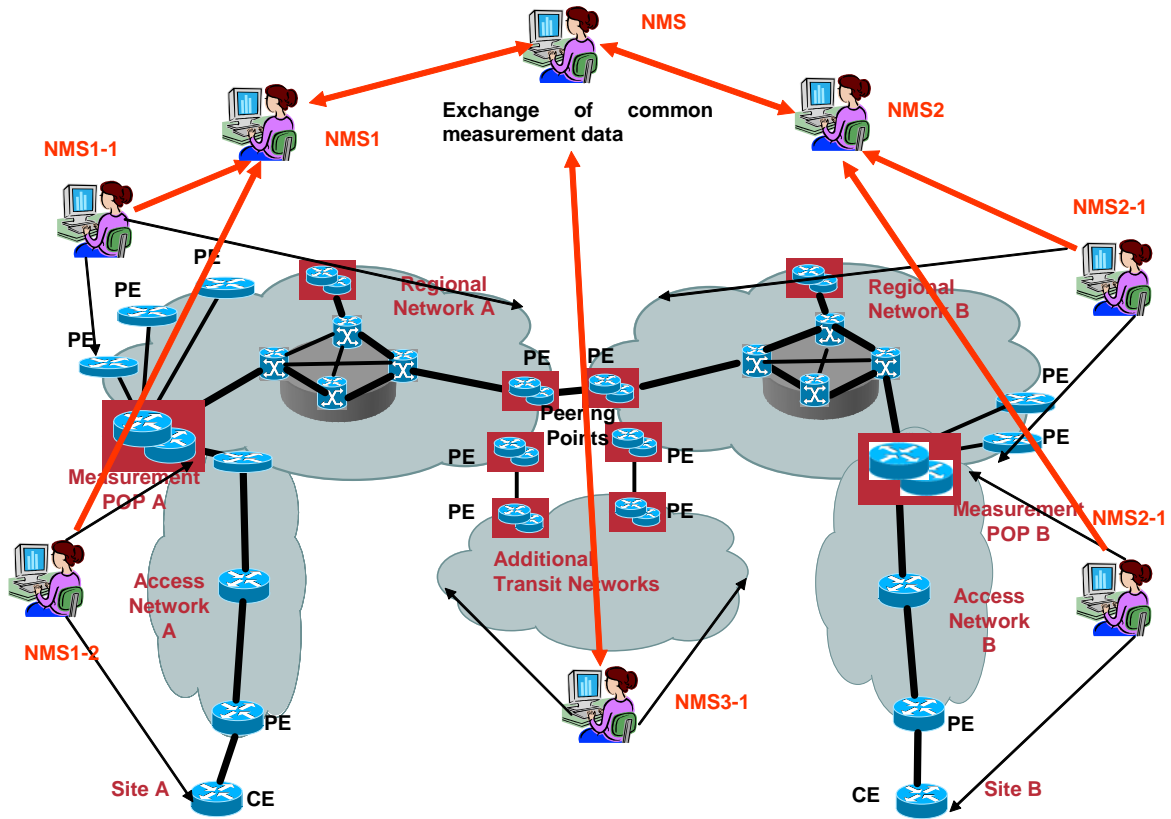 NMS
Exchange of common
measurement data
NMS1
NMS2
NMS1-1
NMS2-1
PE
PE
PE
Regional
Network A
Regional
Network B
PE
PE
Peering
Points
PE
PE
PE
PE
PE
PE
Measurement
POP A
Measurement
POP B
NMS2-1
Additional
Transit Networks
Access
Network
A
Access
Network
B
NMS1-2
NMS3-1
PE
PE
Site A
CE
CE
Site B